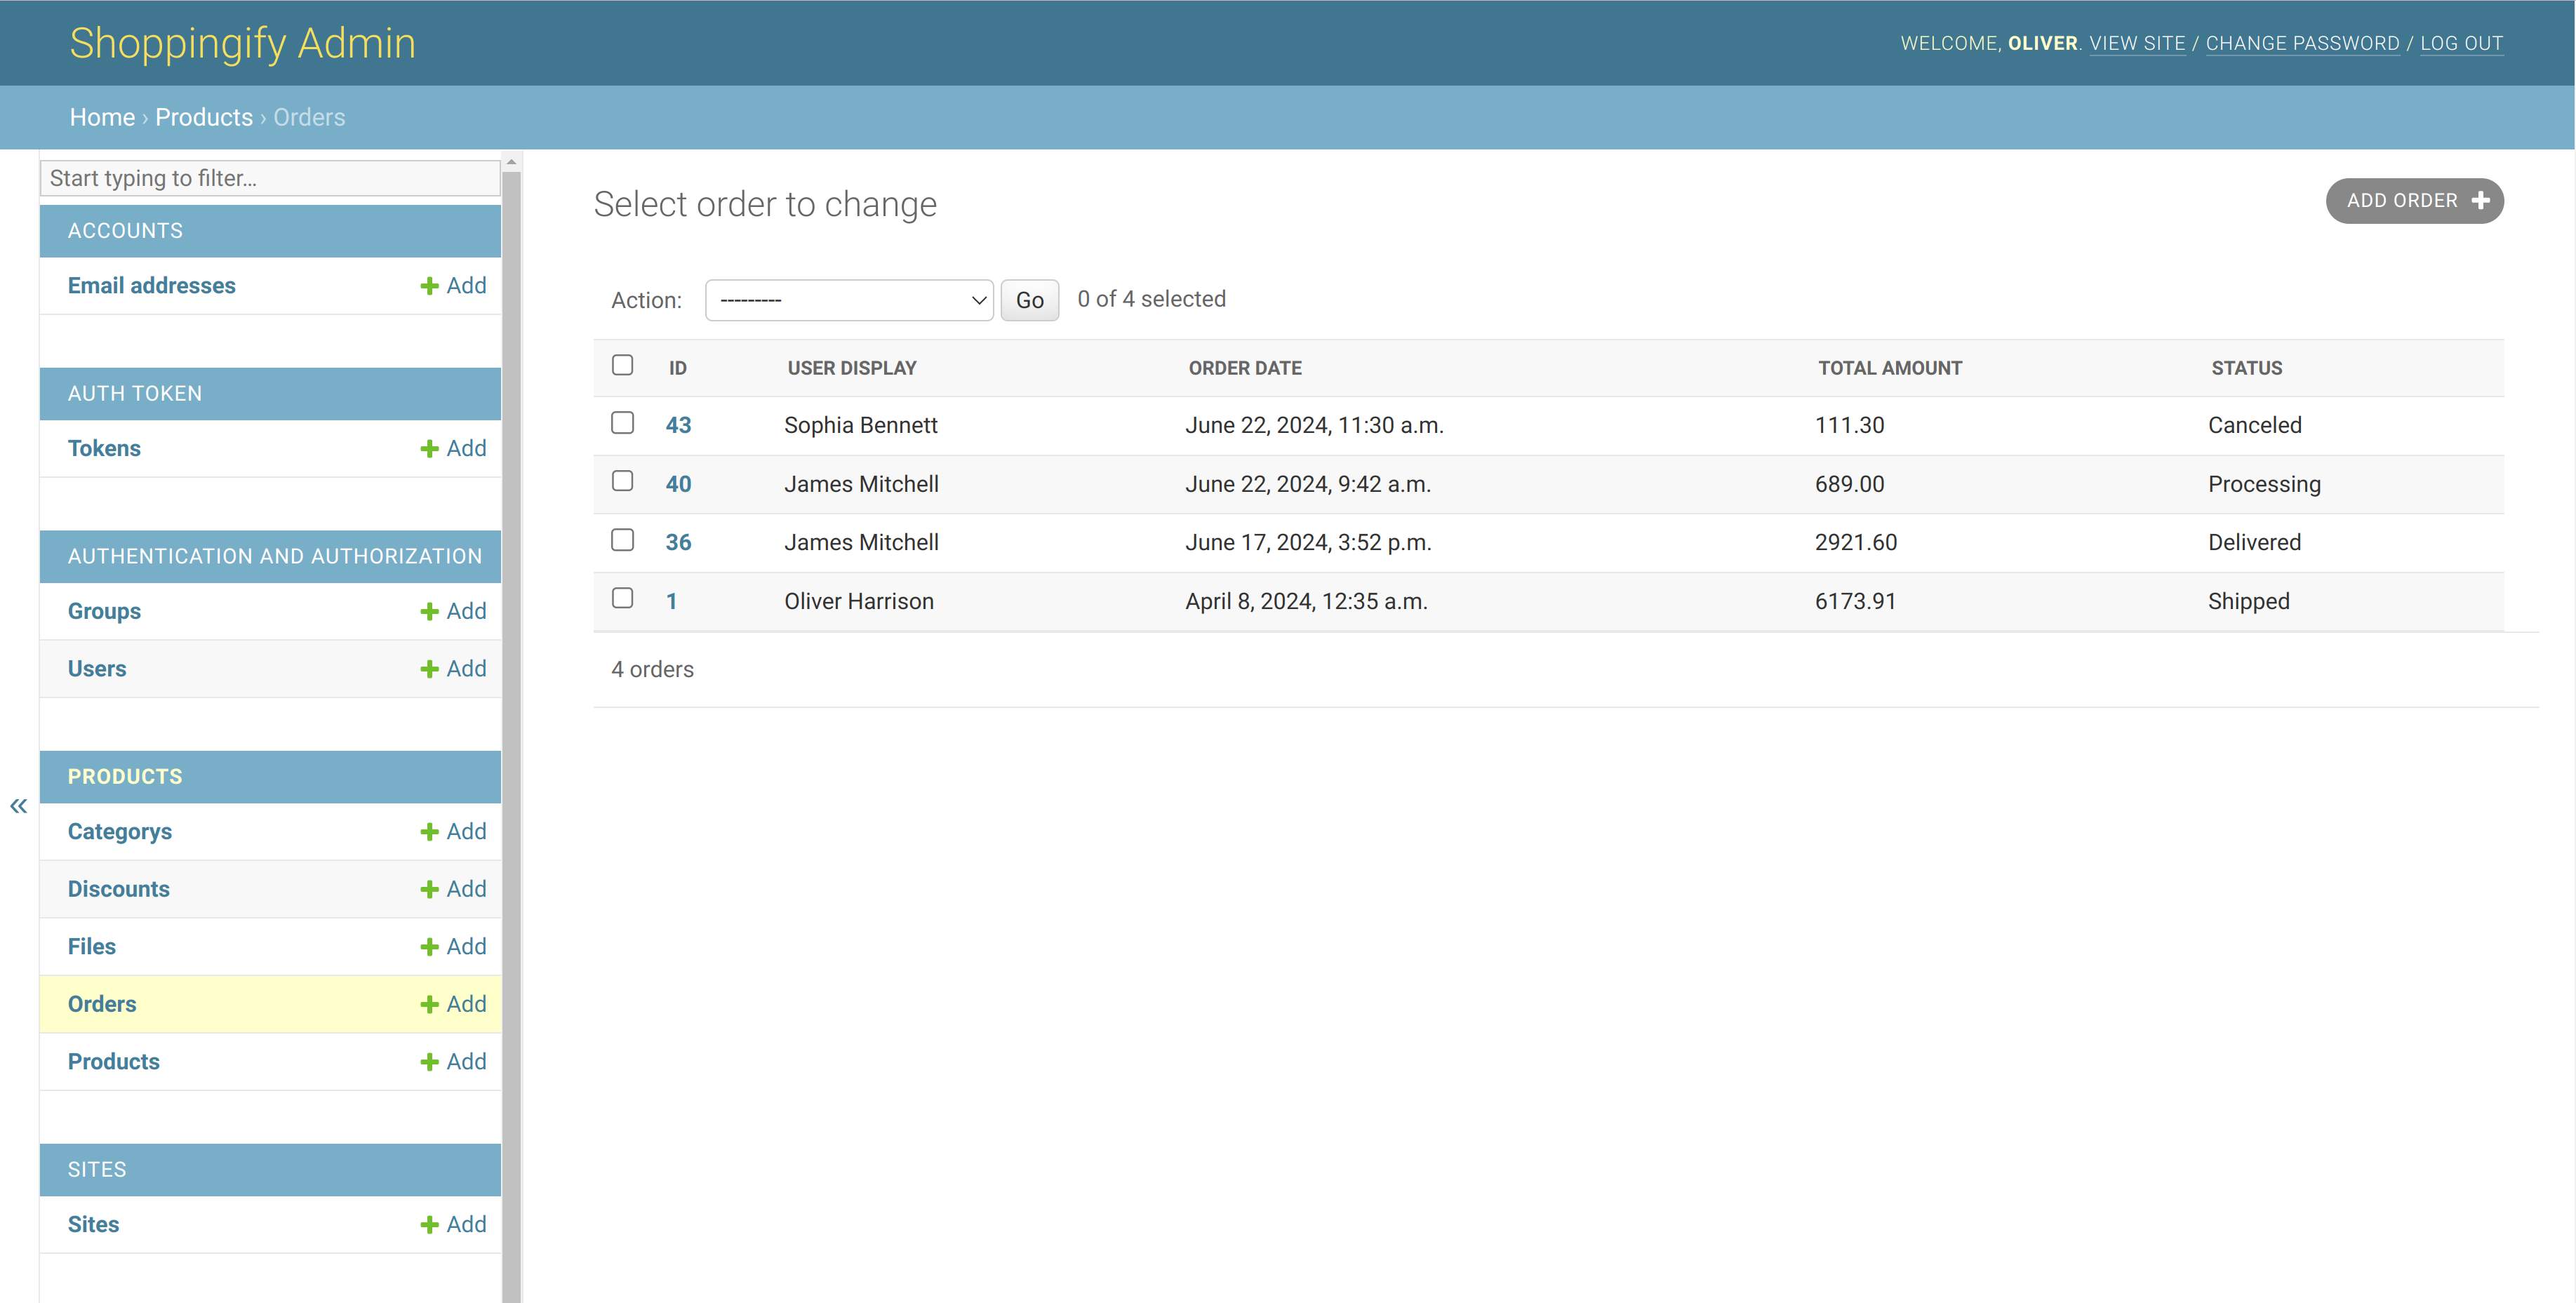 Shoppingify Admin
WELCOME, OLIVER. VIEW SITE / CHANGE PASSWORD / LOG OUT
Home › Products › Orders
Start typing to filter...
ACCOUNTS
Email addresses + Add
AUTH TOKEN
Tokens + Add
AUTHENTICATION AND AUTHORIZATION
Groups + Add
Users + Add
PRODUCTS
Categorys + Add
Discounts + Add
Files + Add
Orders + Add
Products + Add
SITES
Sites + Add
«
Select order to change
ADD ORDER +
Action: --------- Go 0 of 4 selected
ID USER DISPLAY ORDER DATE TOTAL AMOUNT STATUS
43 Sophia Bennett June 22, 2024, 11:30 a.m. 111.30 Canceled
40 James Mitchell June 22, 2024, 9:42 a.m. 689.00 Processing
36 James Mitchell June 17, 2024, 3:52 p.m. 2921.60 Delivered
1 Oliver Harrison April 8, 2024, 12:35 a.m. 6173.91 Shipped
4 orders